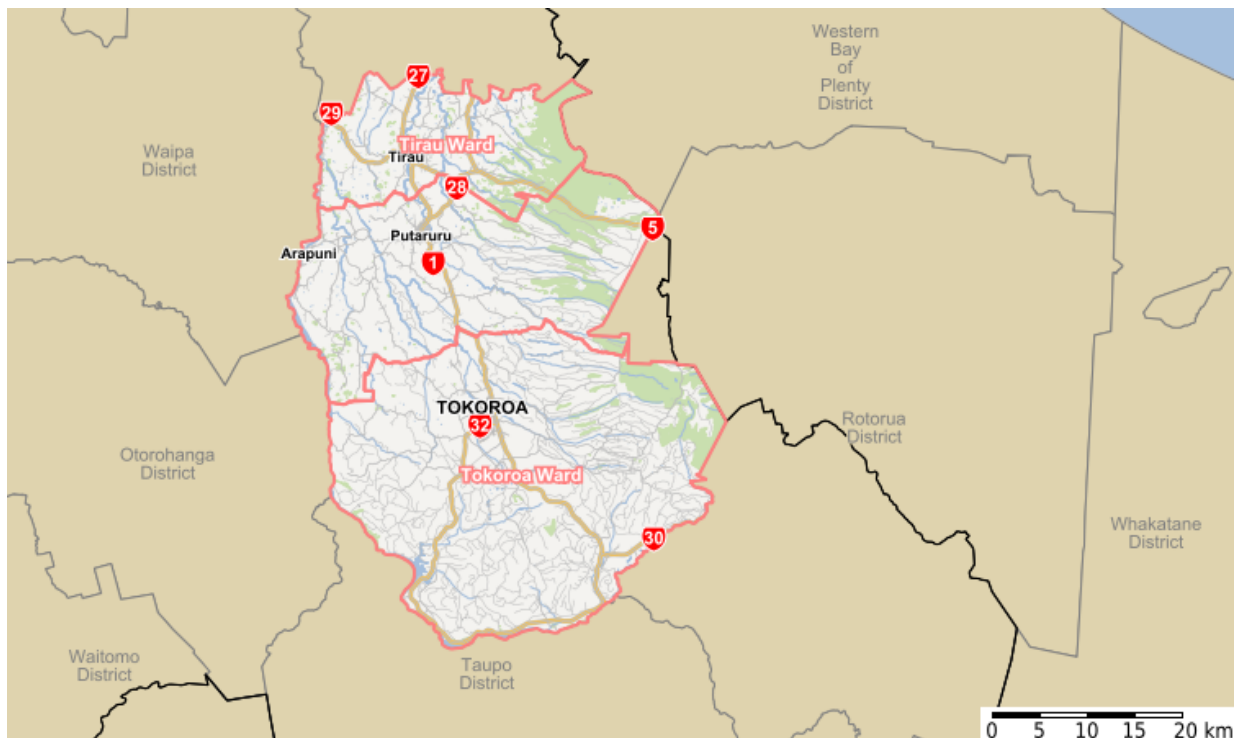 Western
Bay
of
Plenty
District
27
29
Tirau Ward
Waipa
District
Tirau
28
5
Putaruru
Arapuni
1
TOKOROA
32
Rotorua
District
Otorohanga
District
Tokoroa Ward
30
Whakatane
District
Waitomo
District
Taupo
District
0 5 10 15 20 km